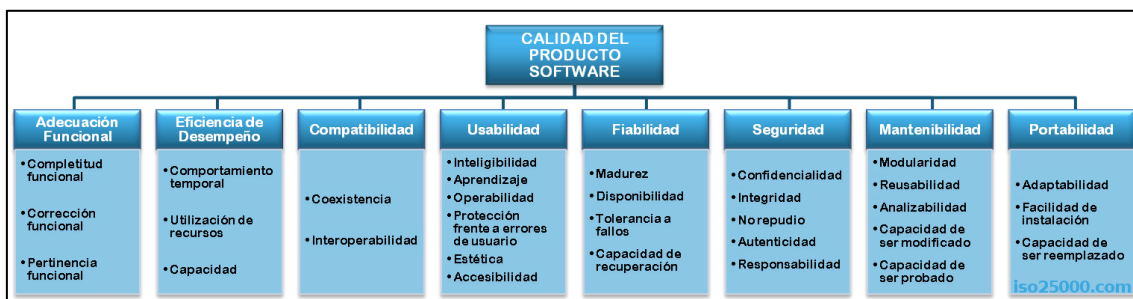 CALIDAD DEL
PRODUCTO
SOFTWARE
Adecuación
Funcional
• Completitud
funcional
• Corrección
funcional
• Pertinencia
funcional
Eficiencia de
Desempeño
• Comportamiento
temporal
• Utilización de
recursos
• Capacidad
Compatibilidad
• Coexistencia
• Interoperabilidad
Usabilidad
• Inteligibilidad
• Aprendizaje
• Operabilidad
• Protección
frente a errores
de usuario
• Estética
• Accesibilidad
Fiabilidad
• Madurez
• Disponibilidad
• Tolerancia a
fallos
• Capacidad de
recuperación
Seguridad
• Confidencialidad
• Integridad
• No repudio
• Autenticidad
• Responsabilidad
Mantenibilidad
• Modularidad
• Reusabilidad
• Analizabilidad
• Capacidad de
ser modificado
• Capacidad de
ser probado
Portabilidad
• Adaptabilidad
• Facilidad de
instalación
• Capacidad de
ser reemplazado
iso25000.com